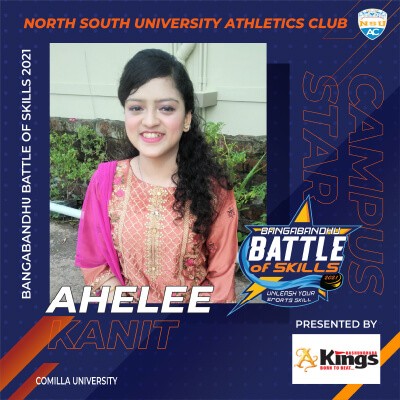 NORTH SOUTH UNIVERSITY ATHLETICS CLUB
NSU
AC
BANGABANDHU BATTLE OF SKILLS 2021
CAMPUS
STAR
BANGABANDHU
BATTLE
OF SKILLS
2021
UNLEASH YOUR
SPORTS SKILL
AHELEE
KANIT
PRESENTED BY
BASHUNDHARA
Kings
BORN TO BEAT...
COMILLA UNIVERSITY